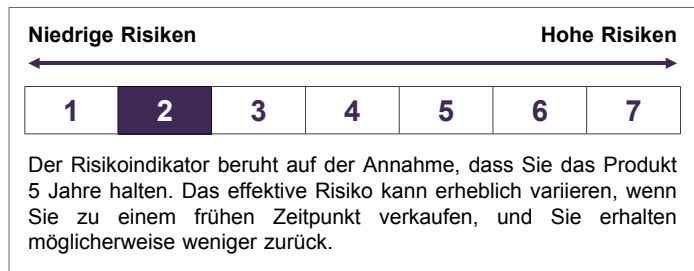 Niedrige Risiken Hohe Risiken
1 2 3 4 5 6 7
Der Risikoindikator beruht auf der Annahme, dass Sie das Produkt
5 Jahre halten. Das effektive Risiko kann erheblich variieren, wenn
Sie zu einem frühen Zeitpunkt verkaufen, und Sie erhalten
möglicherweise weniger zurück.